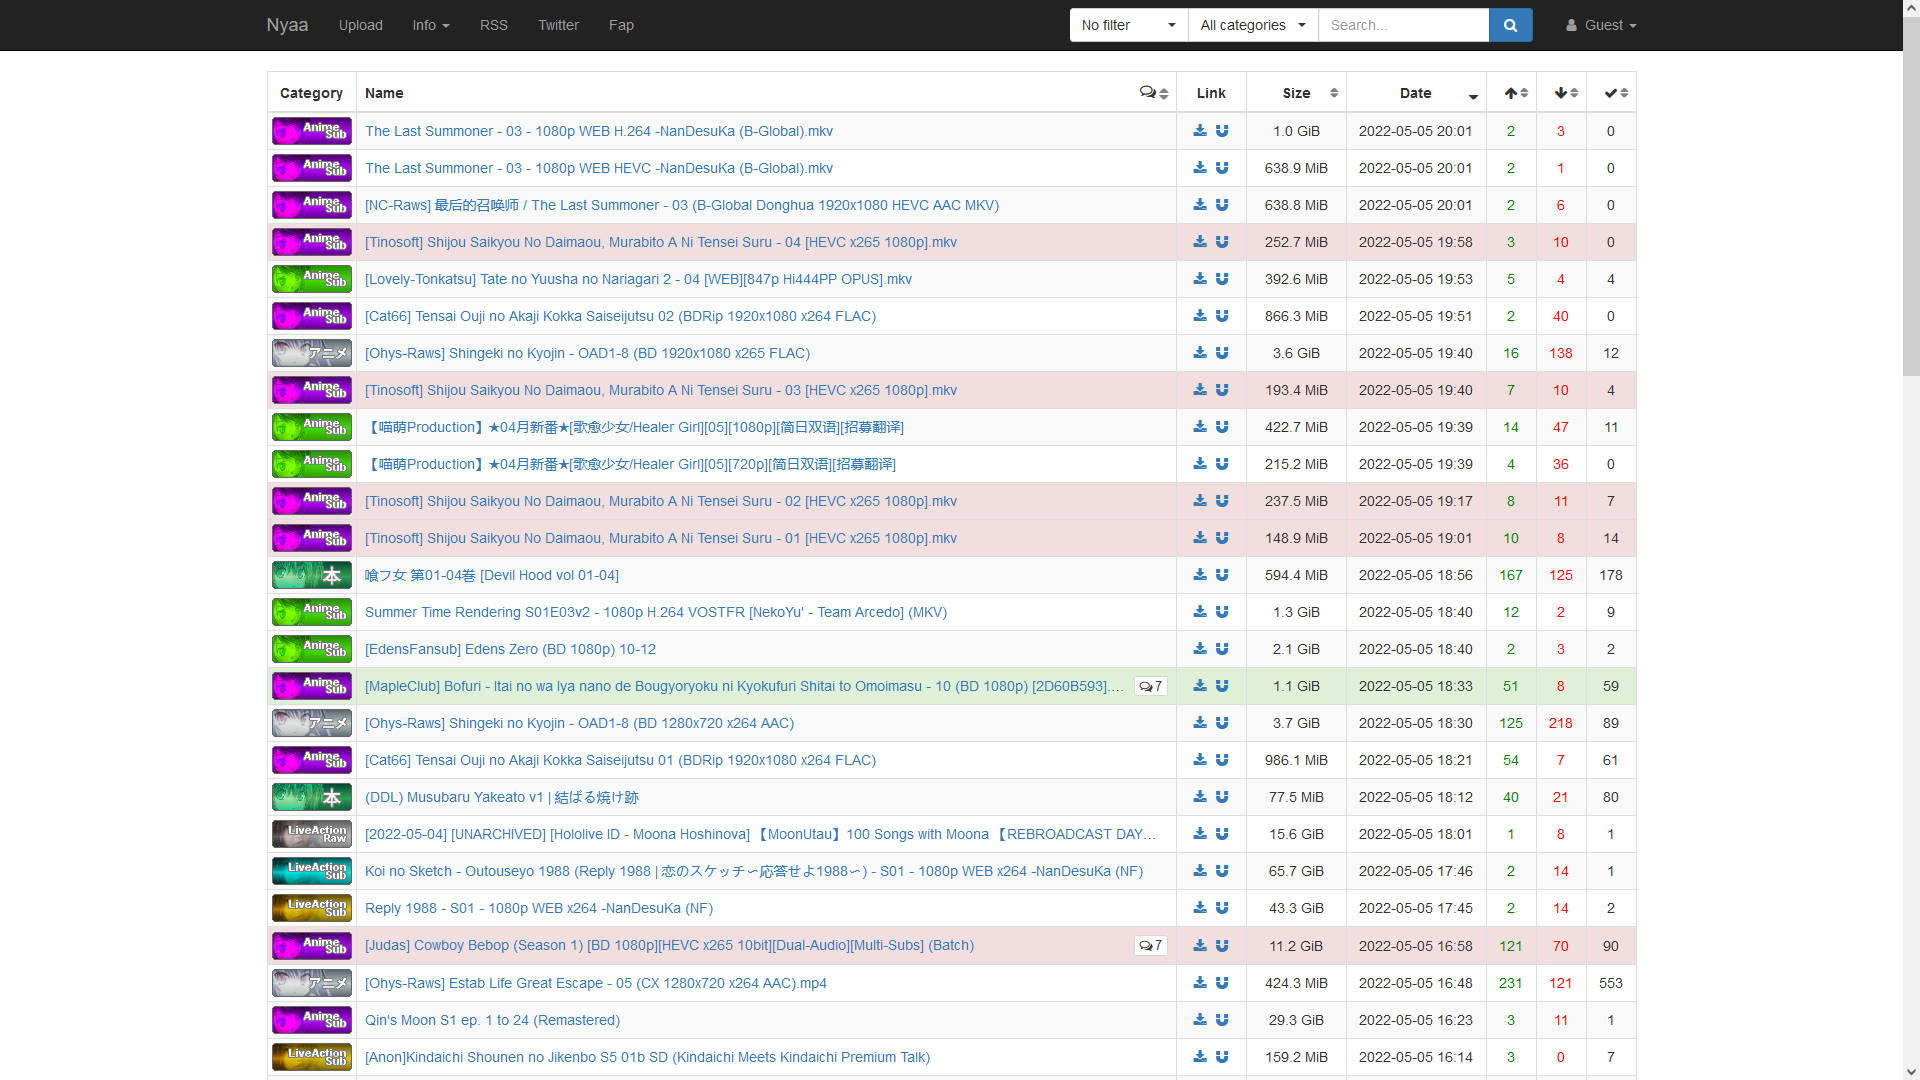 Nyaa Upload Info RSS Twitter Fap No filter All categories Search... Guest
Category Name Link Size Date
Anime Sub The Last Summoner - 03 - 1080p WEB H.264 -NanDesuKa (B-Global).mkv 1.0 GiB 2022-05-05 20:01 2 3 0
Anime Sub The Last Summoner - 03 - 1080p WEB HEVC -NanDesuKa (B-Global).mkv 638.9 MiB 2022-05-05 20:01 2 1 0
Anime Sub [NC-Raws] 最后的召唤师 / The Last Summoner - 03 (B-Global Donghua 1920x1080 HEVC AAC MKV) 638.8 MiB 2022-05-05 20:01 2 6 0
Anime Sub [Tinosoft] Shijou Saikyou No Daimaou, Murabito A Ni Tensei Suru - 04 [HEVC x265 1080p].mkv 252.7 MiB 2022-05-05 19:58 3 10 0
Anime Sub [Lovely-Tonkatsu] Tate no Yuusha no Nariagari 2 - 04 [WEB][847p Hi444PP OPUS].mkv 392.6 MiB 2022-05-05 19:53 5 4 4
Anime Sub [Cat66] Tensai Ouji no Akaji Kokka Saiseijutsu 02 (BDRip 1920x1080 x264 FLAC) 866.3 MiB 2022-05-05 19:51 2 40 0
アニメ [Ohys-Raws] Shingeki no Kyojin - OAD1-8 (BD 1920x1080 x265 FLAC) 3.6 GiB 2022-05-05 19:40 16 138 12
Anime Sub [Tinosoft] Shijou Saikyou No Daimaou, Murabito A Ni Tensei Suru - 03 [HEVC x265 1080p].mkv 193.4 MiB 2022-05-05 19:40 7 10 4
Anime Sub 【喵萌Production】★04月新番★[歌愈少女/Healer Girl][05][1080p][简日双语][招募翻译] 422.7 MiB 2022-05-05 19:39 14 47 11
Anime Sub 【喵萌Production】★04月新番★[歌愈少女/Healer Girl][05][720p][简日双语][招募翻译] 215.2 MiB 2022-05-05 19:39 4 36 0
Anime Sub [Tinosoft] Shijou Saikyou No Daimaou, Murabito A Ni Tensei Suru - 02 [HEVC x265 1080p].mkv 237.5 MiB 2022-05-05 19:17 8 11 7
Anime Sub [Tinosoft] Shijou Saikyou No Daimaou, Murabito A Ni Tensei Suru - 01 [HEVC x265 1080p].mkv 148.9 MiB 2022-05-05 19:01 10 8 14
本 喰フ女 第01-04巻 [Devil Hood vol 01-04] 594.4 MiB 2022-05-05 18:56 167 125 178
Anime Sub Summer Time Rendering S01E03v2 - 1080p H.264 VOSTFR [NekoYu' - Team Arcedo] (MKV) 1.3 GiB 2022-05-05 18:40 12 2 9
Anime Sub [EdensFansub] Edens Zero (BD 1080p) 10-12 2.1 GiB 2022-05-05 18:40 2 3 2
Anime Sub [MapleClub] Bofuri - Itai no wa Iya nano de Bougyoryoku ni Kyokufuri Shitai to Omoimasu - 10 (BD 1080p) [2D60B593].... 7 1.1 GiB 2022-05-05 18:33 51 8 59
アニメ [Ohys-Raws] Shingeki no Kyojin - OAD1-8 (BD 1280x720 x264 AAC) 3.7 GiB 2022-05-05 18:30 125 218 89
Anime Sub [Cat66] Tensai Ouji no Akaji Kokka Saiseijutsu 01 (BDRip 1920x1080 x264 FLAC) 986.1 MiB 2022-05-05 18:21 54 7 61
本 (DDL) Musubaru Yakeato v1 | 結ばる焼け跡 77.5 MiB 2022-05-05 18:12 40 21 80
LiveAction Raw [2022-05-04] [UNARCHIVED] [Hololive ID - Moona Hoshinova] 【MoonUtau】100 Songs with Moona 【REBROADCAST DAY... 15.6 GiB 2022-05-05 18:01 1 8 1
LiveAction Sub Koi no Sketch - Outouseyo 1988 (Reply 1988 | 恋のスケッチ〜応答せよ1988〜) - S01 - 1080p WEB x264 -NanDesuKa (NF) 65.7 GiB 2022-05-05 17:46 2 14 1
LiveAction Sub Reply 1988 - S01 - 1080p WEB x264 -NanDesuKa (NF) 43.3 GiB 2022-05-05 17:45 2 14 2
Anime Sub [Judas] Cowboy Bebop (Season 1) [BD 1080p][HEVC x265 10bit][Dual-Audio][Multi-Subs] (Batch) 7 11.2 GiB 2022-05-05 16:58 121 70 90
アニメ [Ohys-Raws] Estab Life Great Escape - 05 (CX 1280x720 x264 AAC).mp4 424.3 MiB 2022-05-05 16:48 231 121 553
Anime Sub Qin's Moon S1 ep. 1 to 24 (Remastered) 29.3 GiB 2022-05-05 16:23 3 11 1
LiveAction Sub [Anon]Kindaichi Shounen no Jikenbo S5 01b SD (Kindaichi Meets Kindaichi Premium Talk) 159.2 MiB 2022-05-05 16:14 3 0 7